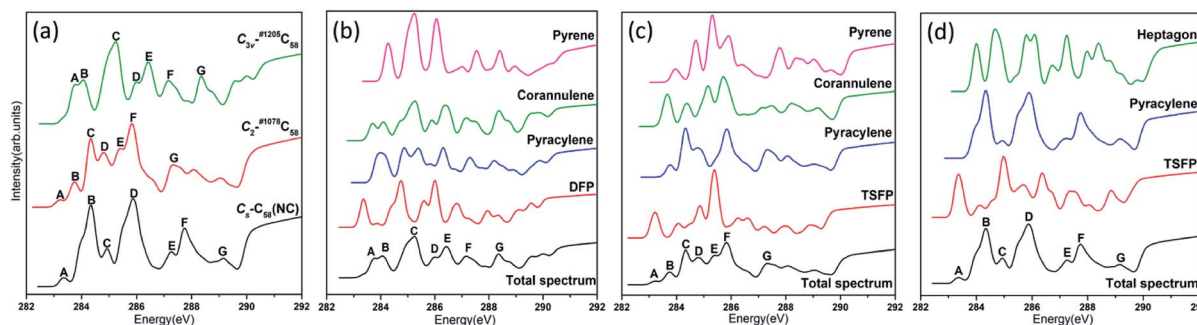 (a)
C3v-#1205C58
A B C D E F G
C2-#1078C58
A B C D E F G
Cs-C58(NC)
A B C D E F G
Intensity(arb.units)
282 284 286 288 290 292
Energy(eV)
(b)
Pyrene
Corannulene
Pyracylene
DFP
A B C D E F G
Total spectrum
282 284 286 288 290 292
Energy(eV)
(c)
Pyrene
Corannulene
Pyracylene
TSFP
A B C D E F G
Total spectrum
282 284 286 288 290 292
Energy(eV)
(d)
Heptagon
Pyracylene
TSFP
A B C D E F G
Total spectrum
282 284 286 288 290 292
Energy(eV)